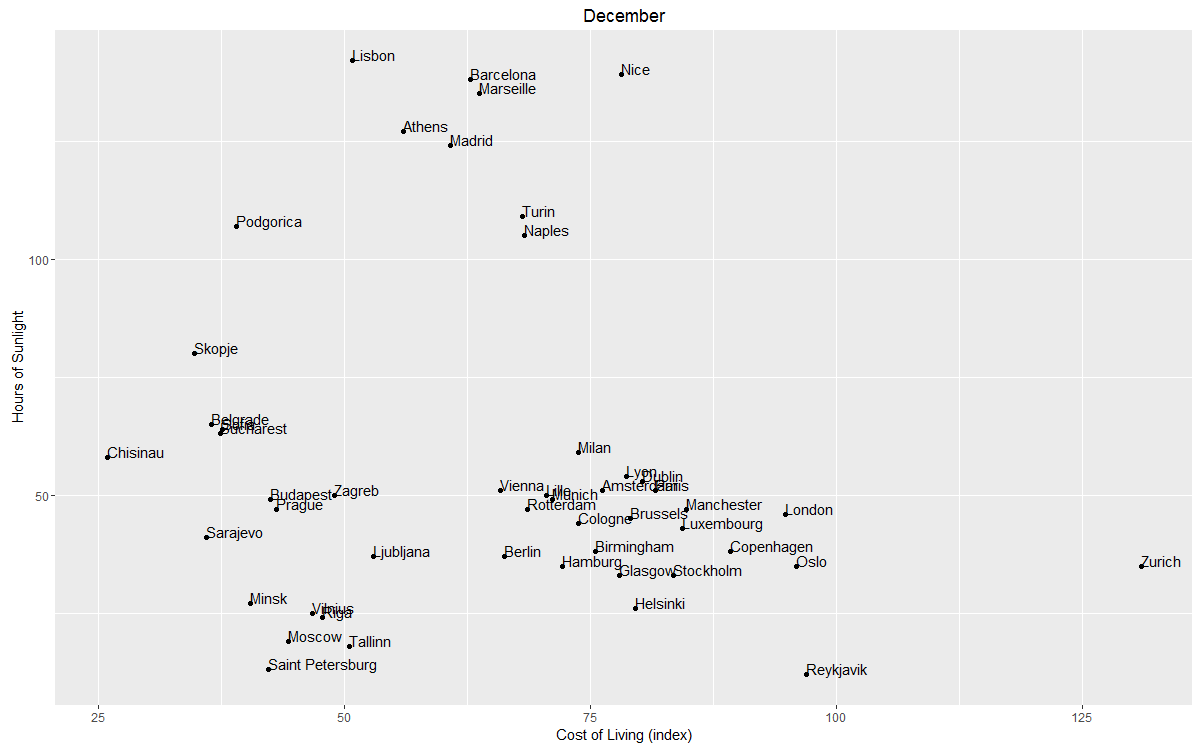 December
Lisbon
Nice
Barcelona
Marseille
Athens
Madrid
Turin
Podgorica
Naples
100
Skopje
Belgrade
Sofia
Bucharest
Milan
Chisinau
Lyon
Dublin
Vienna
Lille
Amsterdam
Paris
Zagreb
50
Budapest
Munich
Prague
Rotterdam
Manchester
London
Cologne
Brussels
Luxembourg
Sarajevo
Ljubljana
Berlin
Birmingham
Copenhagen
Hamburg
Oslo
Zurich
Glasgow
Stockholm
Minsk
Helsinki
Vilnius
Riga
Moscow
Tallinn
Saint Petersburg
Reykjavik
25
50
75
100
125
Cost of Living (index)
Hours of Sunlight